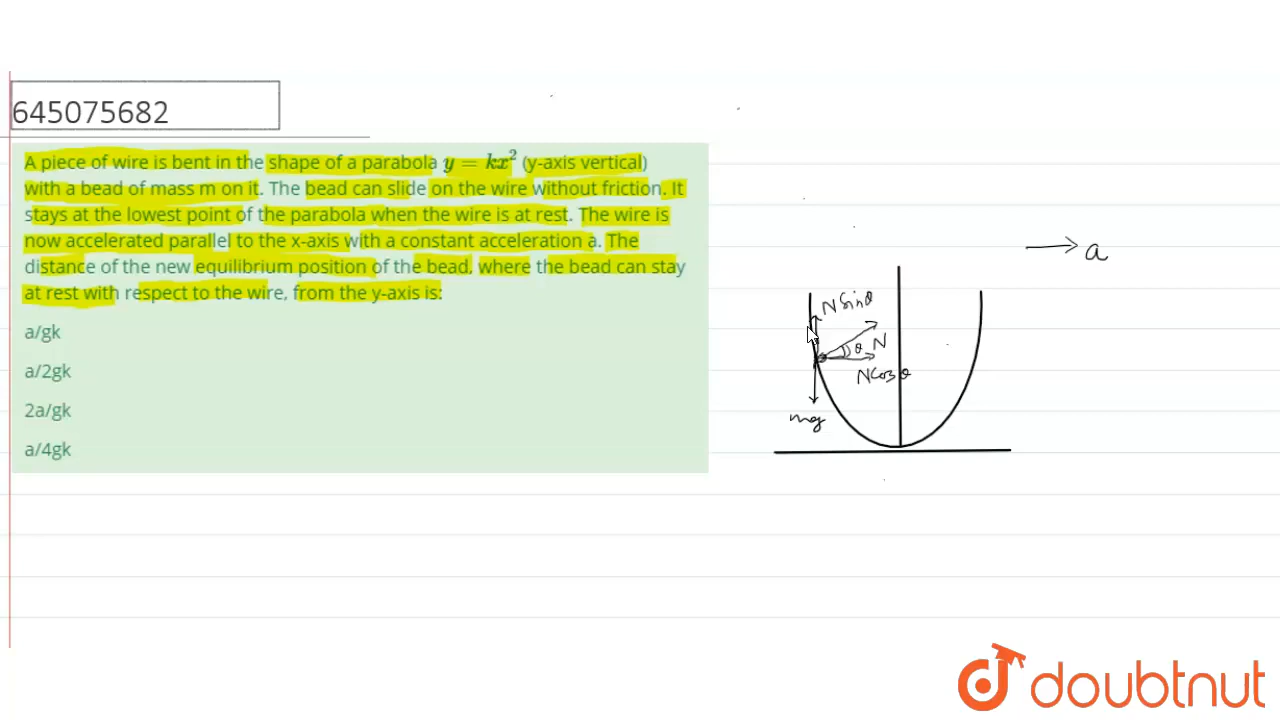 645075682
A piece of wire is bent in the shape of a parabola y = kx² (y-axis vertical)
with a bead of mass m on it. The bead can slide on the wire without friction. It
stays at the lowest point of the parabola when the wire is at rest. The wire is
now accelerated parallel to the x-axis with a constant acceleration a. The
distance of the new equilibrium position of the bead, where the bead can stay
at rest with respect to the wire, from the y-axis is:
a/gk
a/2gk
2a/gk
a/4gk
a
N sinθ
θ N
N cosθ
mg
doubtnut